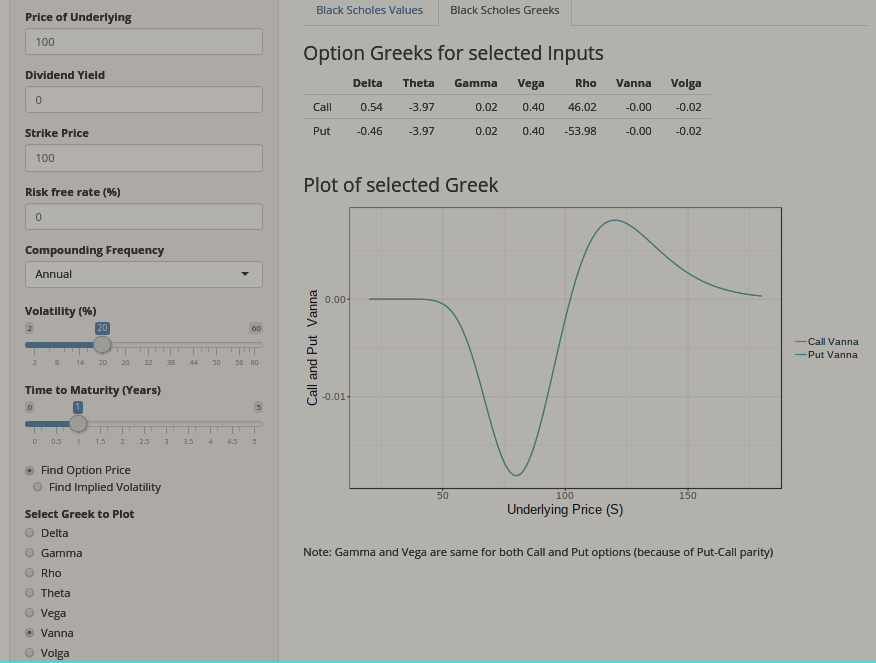 Price of Underlying
100
Dividend Yield
0
Strike Price
100
Risk free rate (%)
0
Compounding Frequency
Annual
Volatility (%)
2 20 60
2 8 14 20 26 32 38 44 50 56 60
Time to Maturity (Years)
0 1 5
0 0.5 1 1.5 2 2.5 3 3.5 4 4.5 5
Find Option Price
Find Implied Volatility
Select Greek to Plot
Delta
Gamma
Rho
Theta
Vega
Vanna
Volga
Black Scholes Values Black Scholes Greeks
Option Greeks for selected Inputs
Delta Theta Gamma Vega Rho Vanna Volga
Call 0.54 -3.97 0.02 0.40 46.02 -0.00 -0.02
Put -0.46 -3.97 0.02 0.40 -53.98 -0.00 -0.02
Plot of selected Greek
Call and Put Vanna
0.00
-0.01
50 100 150
Underlying Price (S)
Call Vanna
Put Vanna
Note: Gamma and Vega are same for both Call and Put options (because of Put-Call parity)